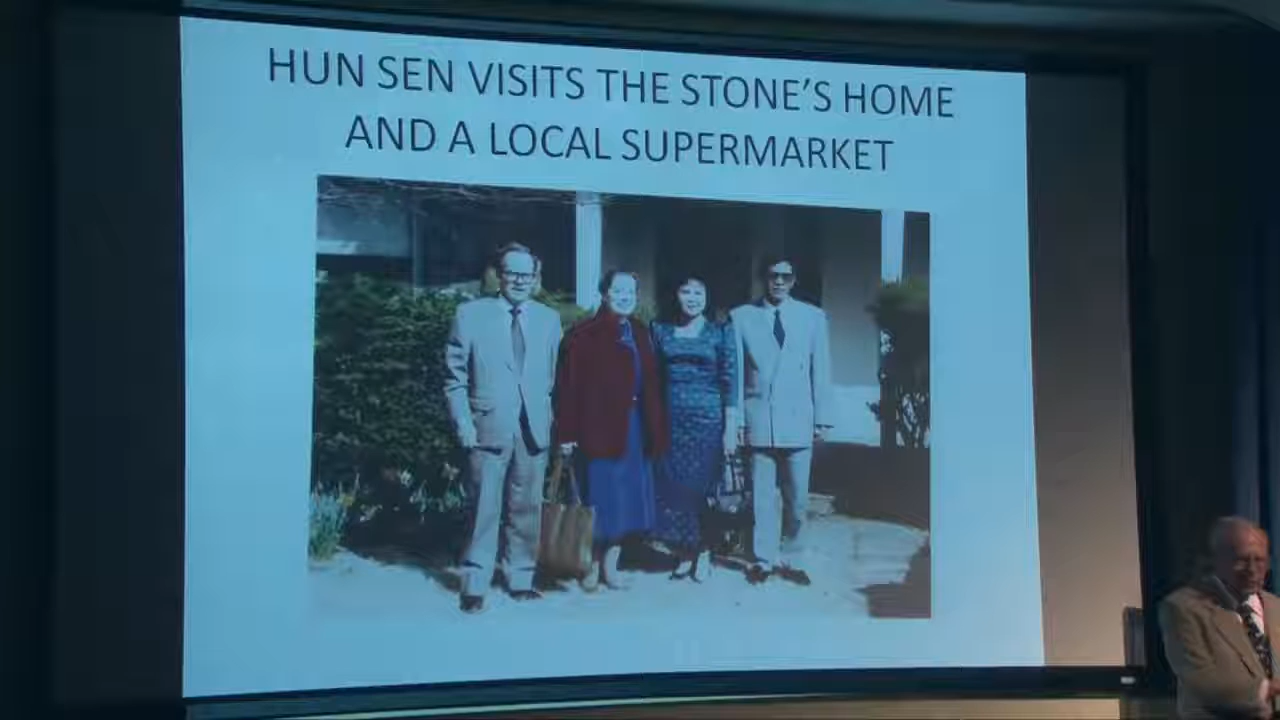 HUN SEN VISITS THE STONE’S HOME
AND A LOCAL SUPERMARKET